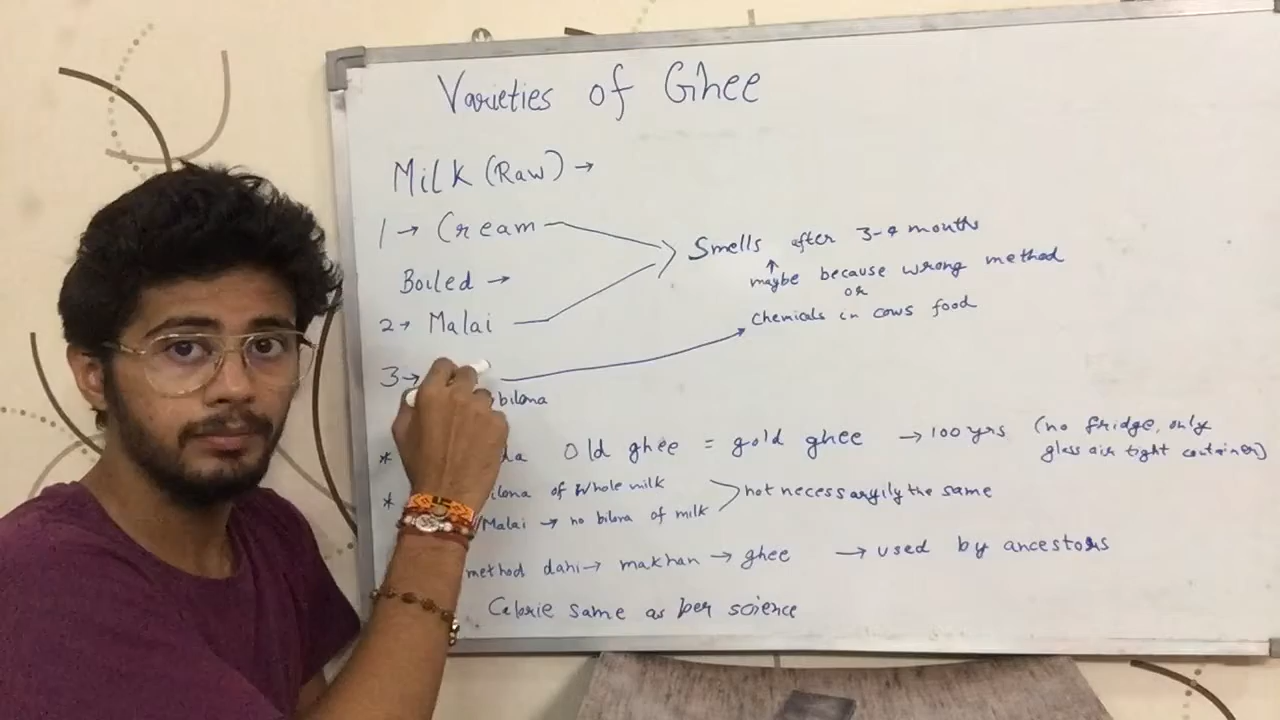 Varieties of Ghee
Milk (Raw) →
1 → Cream
Smells after 3-4 months
maybe because wrong method
or
Boiled →
chemicals in cows food
2 → Malai
3 →
bilona
* Old ghee = gold ghee → 100 yrs (no fridge, only
glass air tight container)
* of whole milk
not necessaryily the same
/Malai → no bilona of milk
method dahi → makhan → ghee → used by ancestors
Calorie same as per science